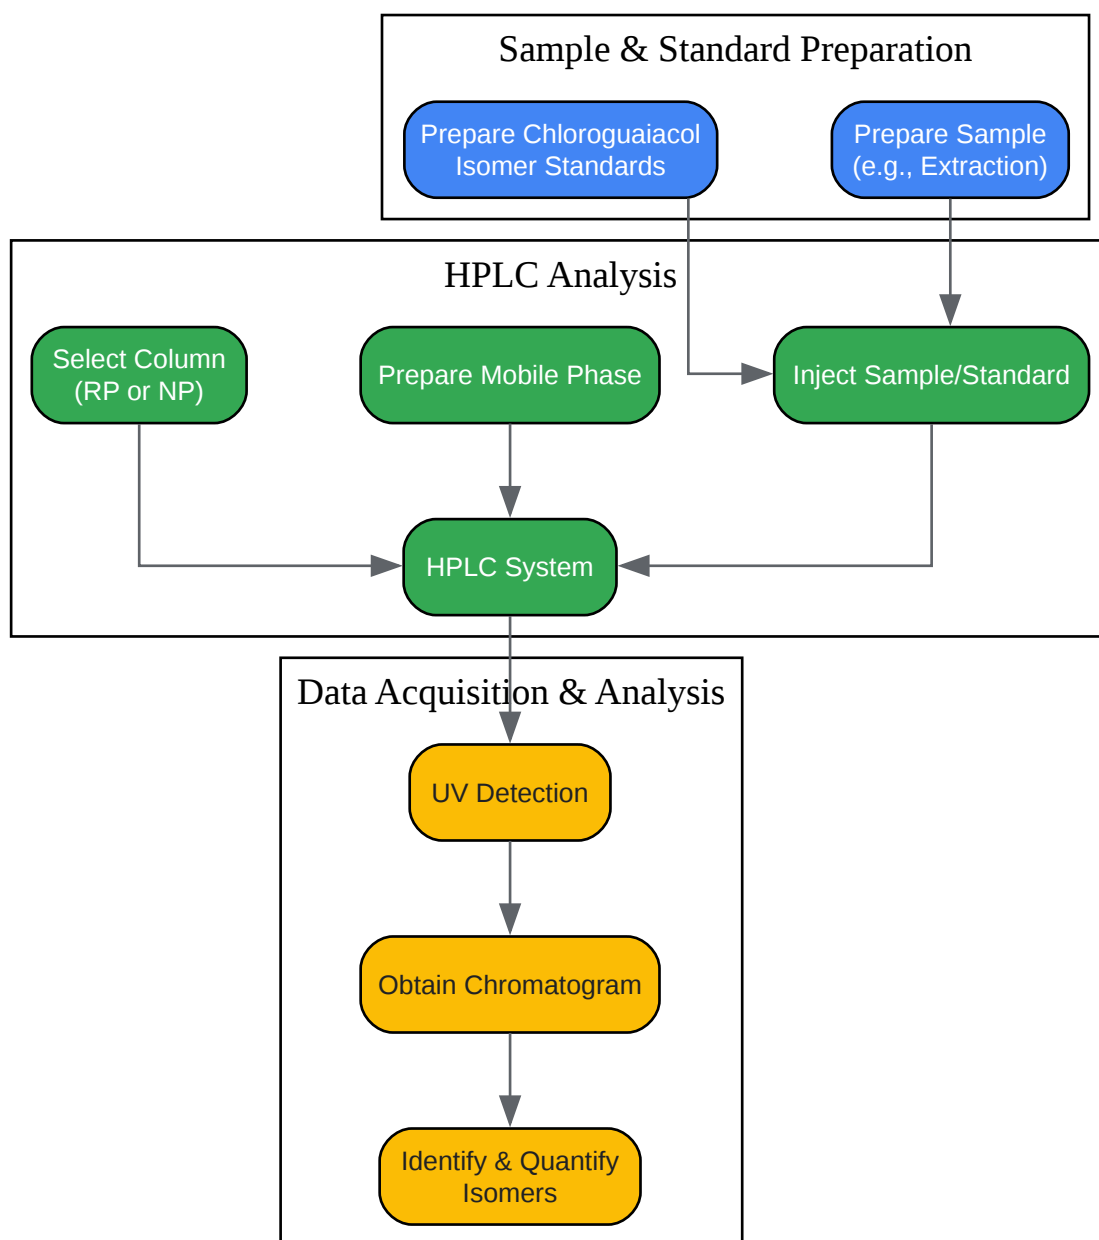 Sample & Standard Preparation
Prepare Chloroguaiacol
Isomer Standards
Prepare Sample
(e.g., Extraction)
HPLC Analysis
Select Column
(RP or NP)
Prepare Mobile Phase
Inject Sample/Standard
HPLC System
Data Acquisition & Analysis
UV Detection
Obtain Chromatogram
Identify & Quantify
Isomers